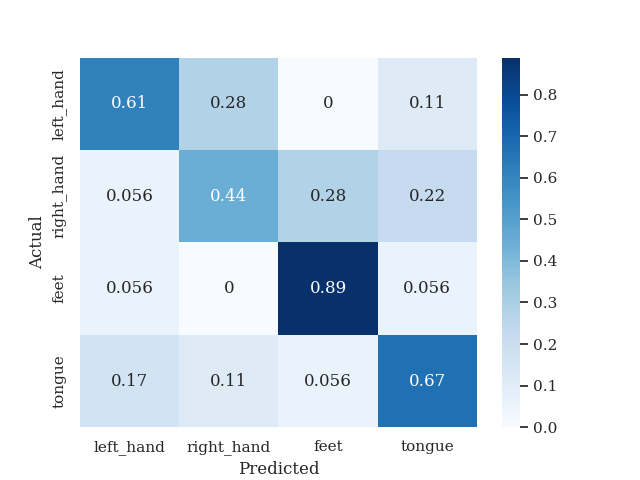 left_hand 0.61 0.28 0 0.11
right_hand 0.056 0.44 0.28 0.22
feet 0.056 0 0.89 0.056
tongue 0.17 0.11 0.056 0.67
left_hand right_hand feet tongue
Predicted
Actual
0.8
0.7
0.6
0.5
0.4
0.3
0.2
0.1
0.0